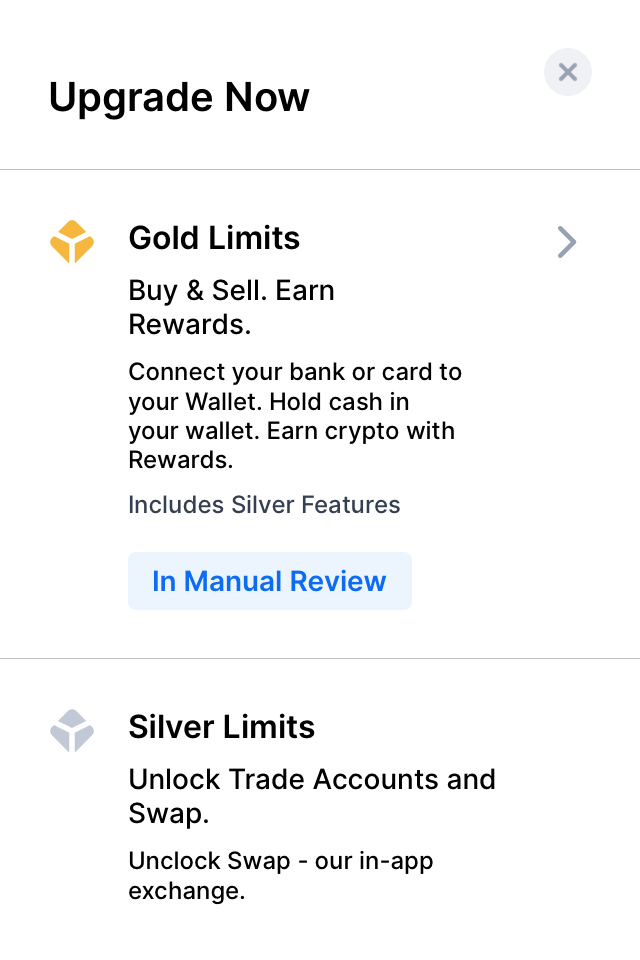 Upgrade Now
Gold Limits
Buy & Sell. Earn
Rewards.
Connect your bank or card to
your Wallet. Hold cash in
your wallet. Earn crypto with
Rewards.
Includes Silver Features
In Manual Review
Silver Limits
Unlock Trade Accounts and
Swap.
Unclock Swap - our in-app
exchange.